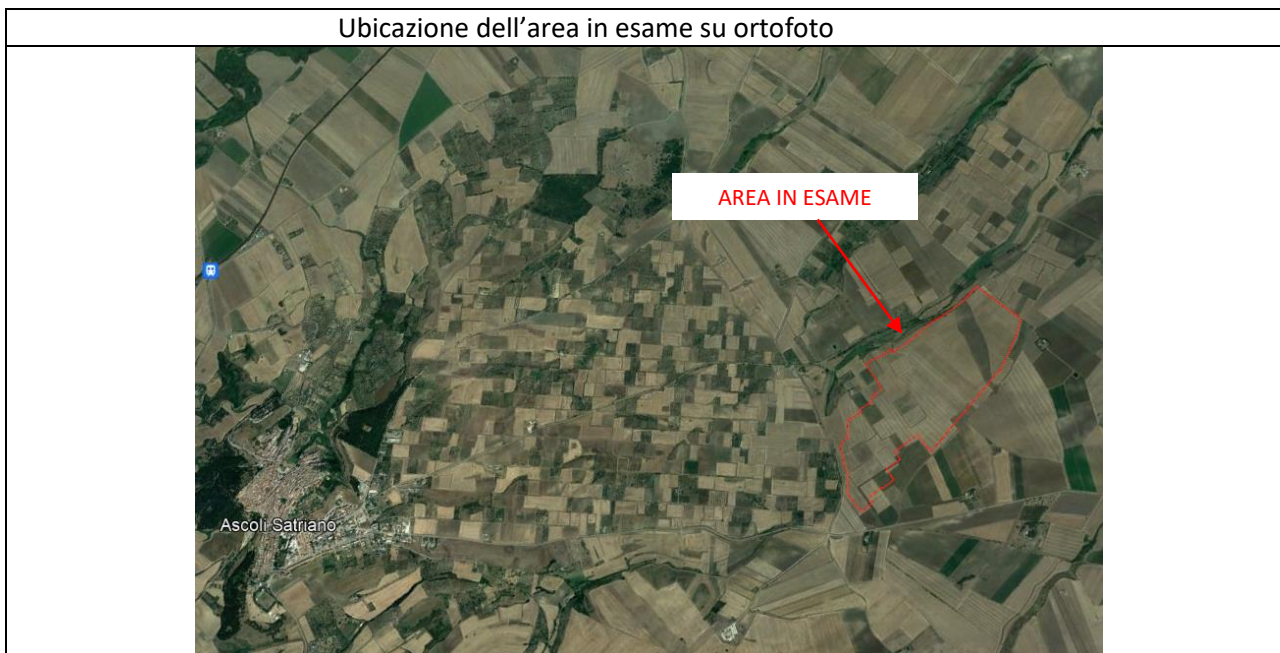 Ubicazione dell’area in esame su ortofoto
AREA IN ESAME
Ascoli Satriano